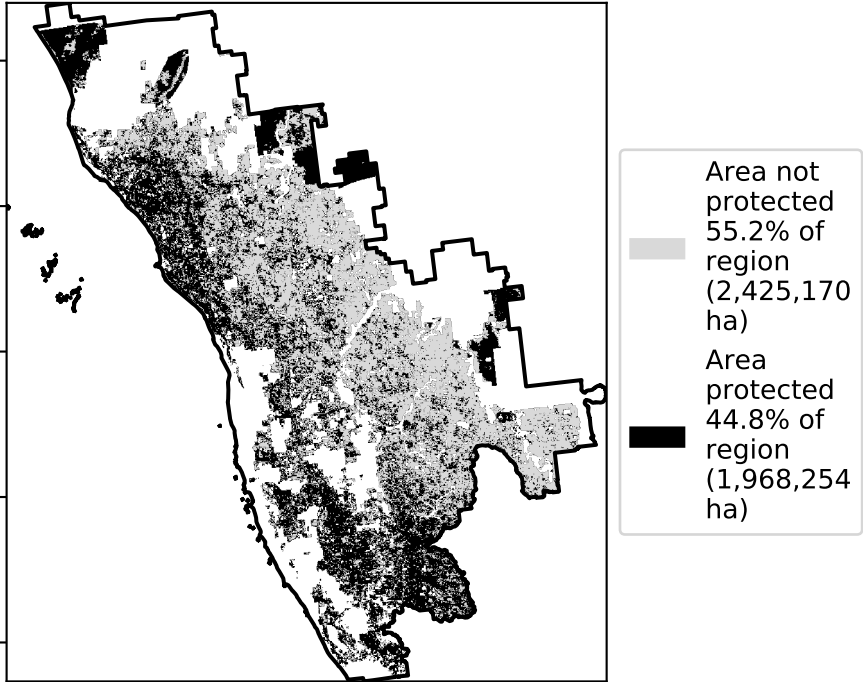 Area not
protected
55.2% of
region
(2,425,170
ha)
Area
protected
44.8% of
region
(1,968,254
ha)